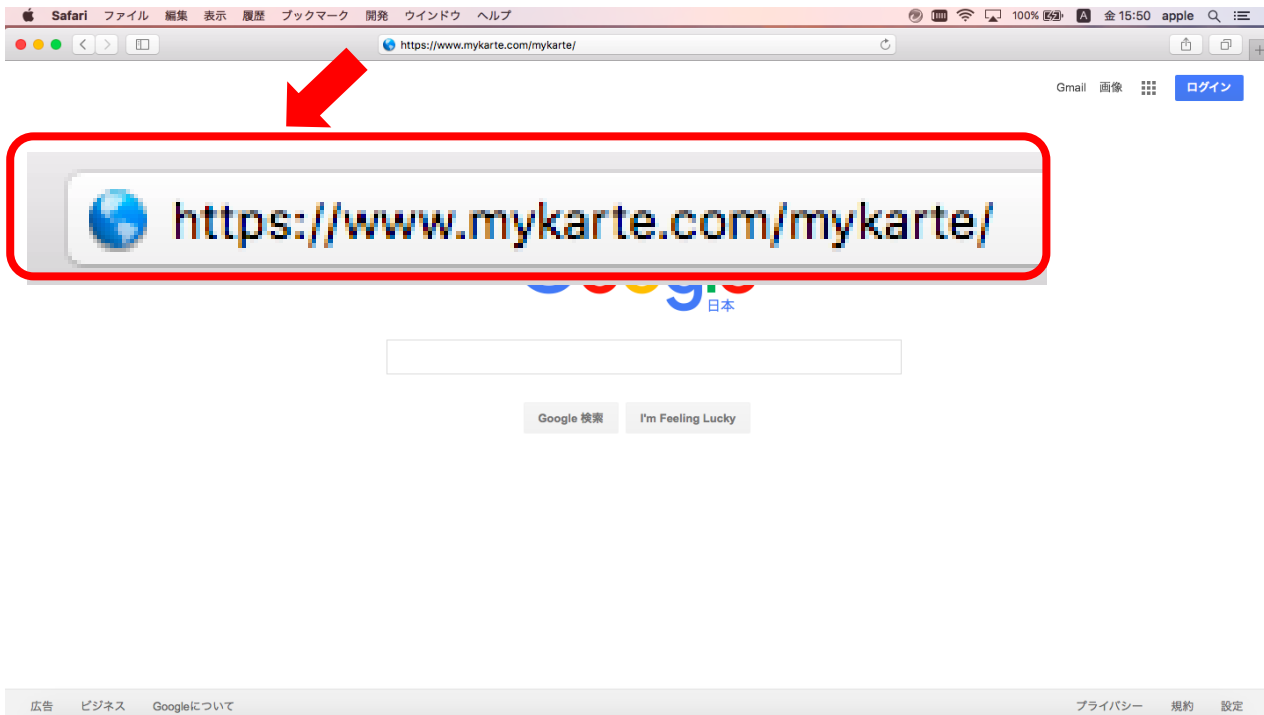 Safari ファイル 編集 表示 履歴 ブックマーク 開発 ウインドウ ヘルプ 100% A 金 15:50 apple
https://www.mykarte.com/mykarte/
Gmail 画像 ログイン
https://www.mykarte.com/mykarte/
日本
Google 検索 I'm Feeling Lucky
広告 ビジネス Googleについて プライバシー 規約 設定